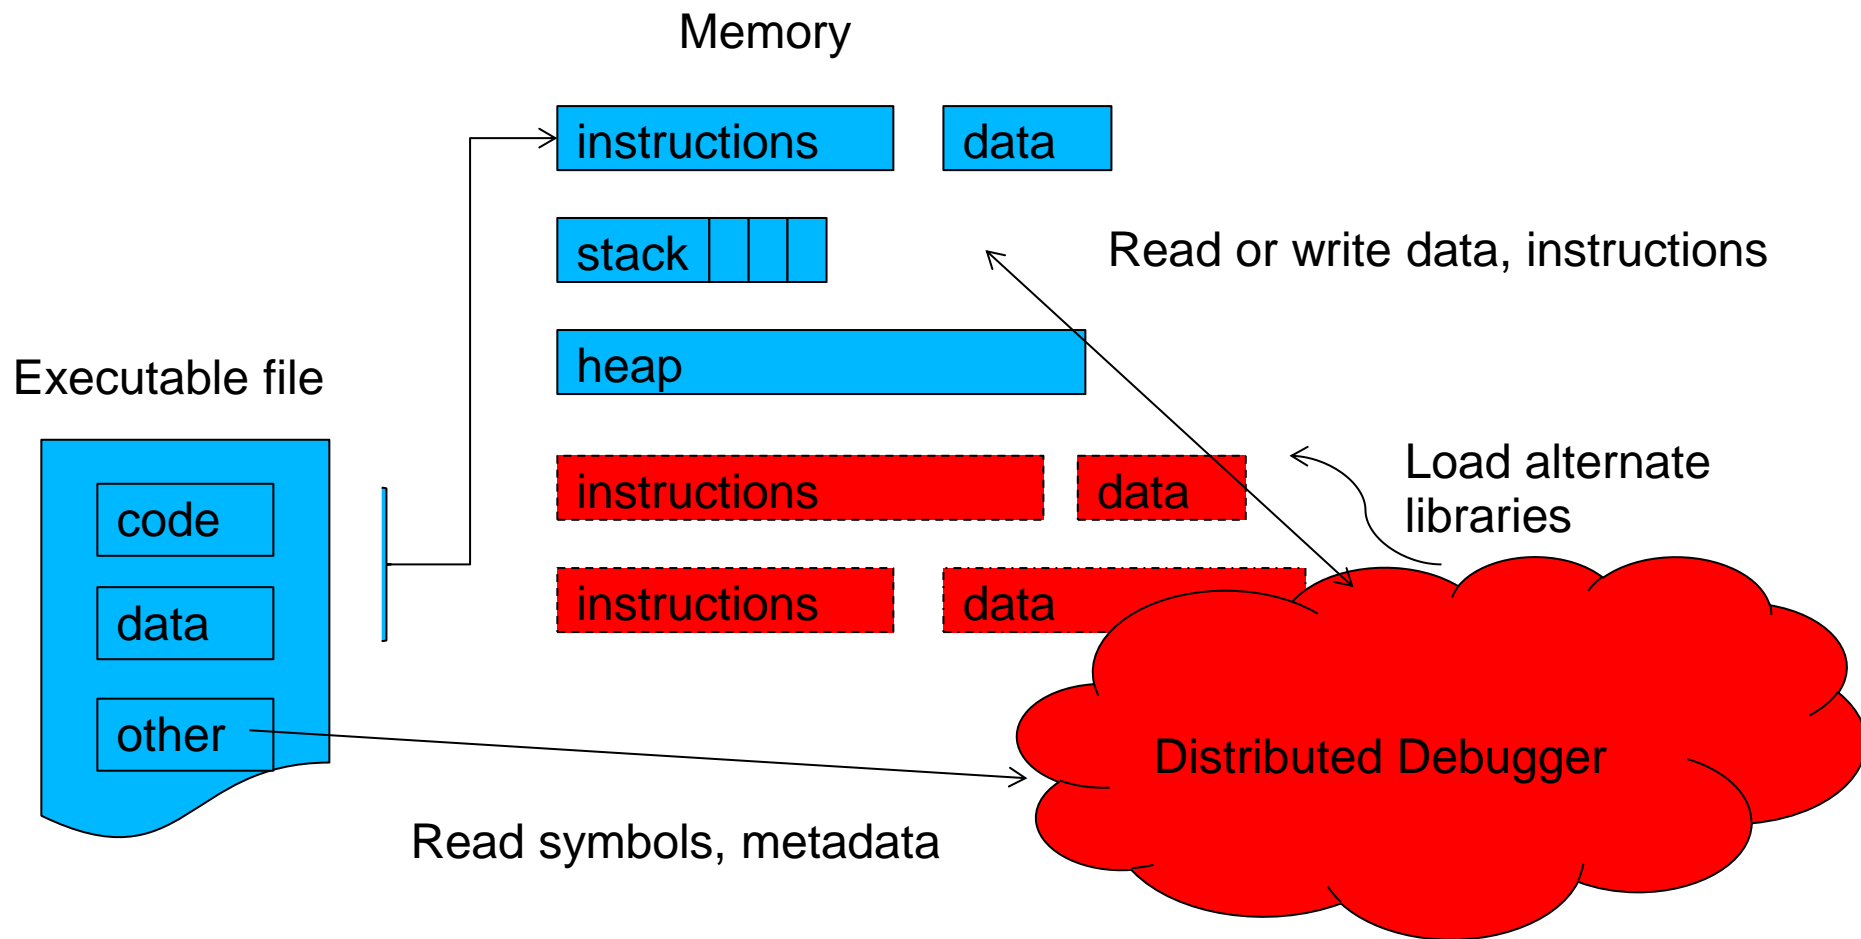 Memory
instructions
data
stack
Read or write data, instructions
heap
Executable file
Load alternate
libraries
instructions
data
code
instructions
data
data
other
Distributed Debugger
Read symbols, metadata